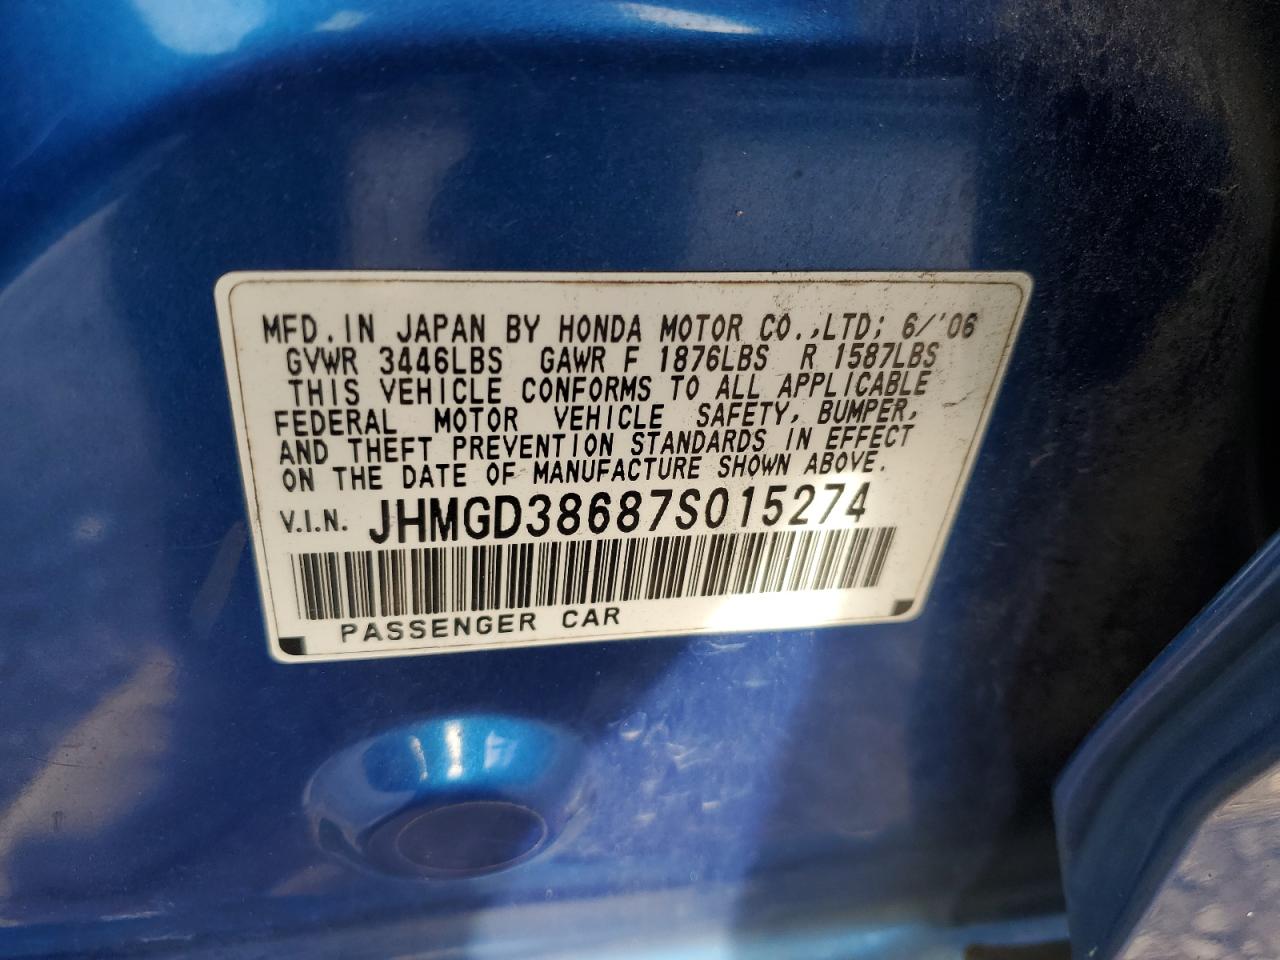 MFD. IN JAPAN BY HONDA MOTOR CO.,LTD; 6/'06
GVWR 3446LBS GAWR F 1876LBS R 1587LBS
THIS VEHICLE CONFORMS TO ALL APPLICABLE
FEDERAL MOTOR VEHICLE SAFETY, BUMPER,
AND THEFT PREVENTION STANDARDS IN EFFECT
ON THE DATE OF MANUFACTURE SHOWN ABOVE.
V.I.N. JHMGD38687S015274
PASSENGER CAR